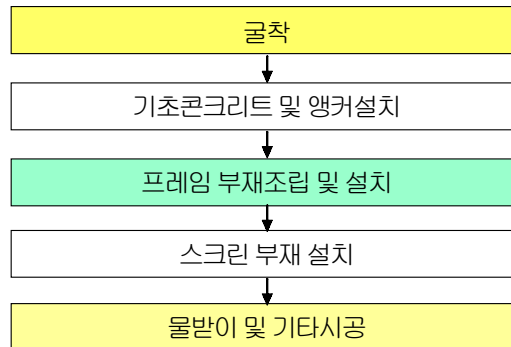 굴착
기초콘크리트 및 앵커설치
프레임 부재조립 및 설치
스크린 부재 설치
물받이 및 기타시공